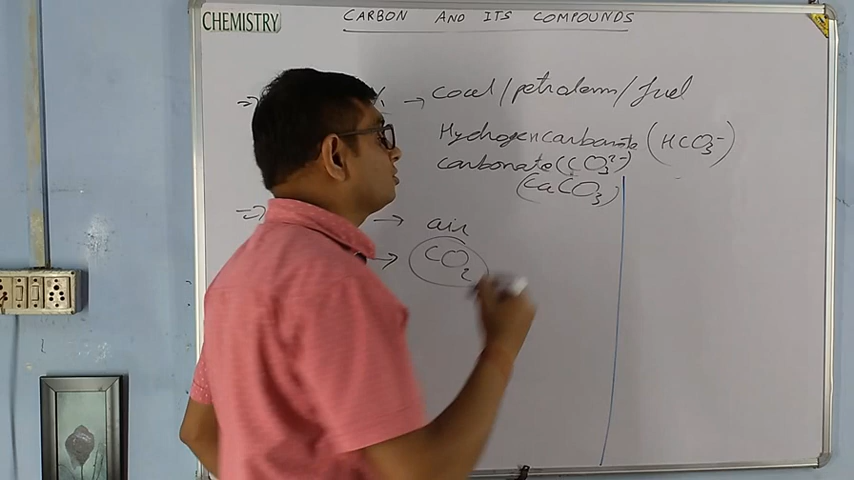 CHEMISTRY
CARBON AND ITS COMPOUNDS
% → coal/petroleum/fuel
Hydrogencarbonate (HCO₃⁻)
carbonate (CO₃²⁻)
(CaCO₃)
→ air
→ CO₂